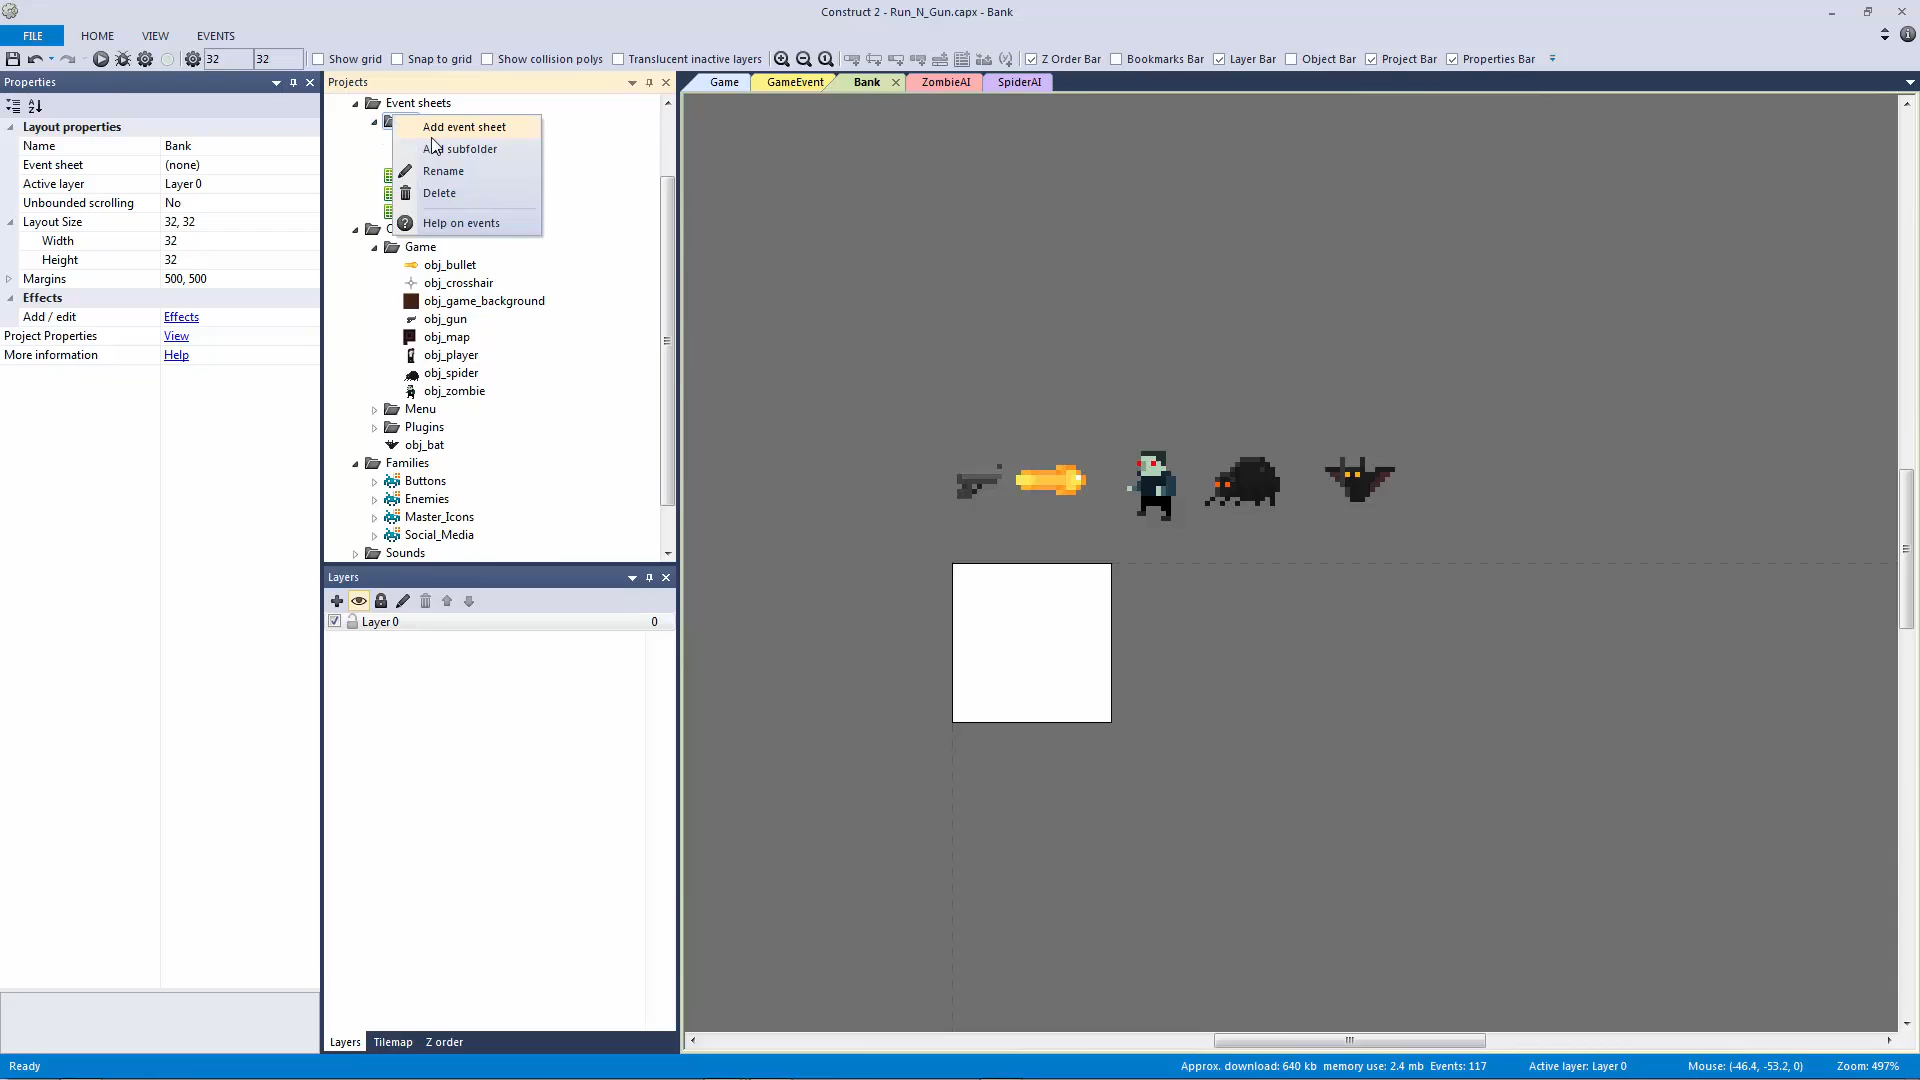 Construct 2 - Run_N_Gun.capx - Bank
FILE HOME VIEW EVENTS
32 32 Show grid Snap to grid Show collision polys Translucent inactive layers Z Order Bar Bookmarks Bar Layer Bar Object Bar Project Bar Properties Bar
Properties
Layout properties
Name Bank
Event sheet (none)
Active layer Layer 0
Unbounded scrolling No
Layout Size 32, 32
Width 32
Height 32
Margins 500, 500
Effects
Add / edit Effects
Project Properties View
More information Help
Projects
Event sheets
Add event sheet
subfolder
Rename
Delete
Help on events
Game
obj_bullet
obj_crosshair
obj_game_background
obj_gun
obj_map
obj_player
obj_spider
obj_zombie
Menu
Plugins
obj_bat
Families
Buttons
Enemies
Master_Icons
Social_Media
Sounds
Layers
Layer 0 0
Layers Tilemap Z order
Game GameEvent Bank ZombieAI SpiderAI
Ready Approx. download: 640 kb memory use: 2.4 mb Events: 117 Active layer: Layer 0 Mouse: (-46.4, -53.2, 0) Zoom: 497%